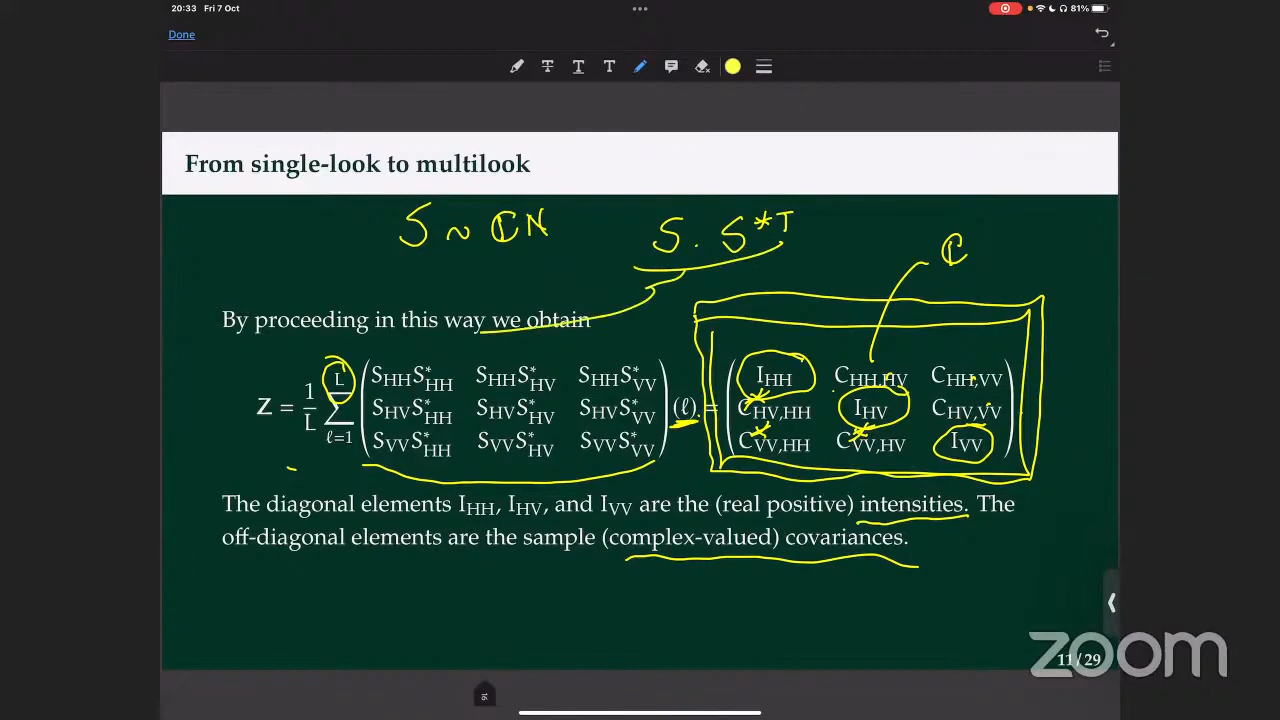 20:33 Fri 7 Oct
81%
Done
T T T
From single-look to multilook
S ~ ℂN
S . S*T
ℂ
By proceeding in this way we obtain
Z = 1/L ∑ℓ=1^L ( S_HH S*_HH S_HH S*_HV S_HH S*_VV (ℓ) = ( I_HH C_HH,HV C_HH,VV
S_HV S*_HH S_HV S*_HV S_HV S*_VV C_HV,HH I_HV C_HV,VV
S_VV S*_HH S_VV S*_HV S_VV S*_VV ) C_VV,HH C_VV,HV I_VV )
The diagonal elements I_HH, I_HV, and I_VV are the (real positive) intensities. The
off-diagonal elements are the sample (complex-valued) covariances.
11 / 29
zoom
16